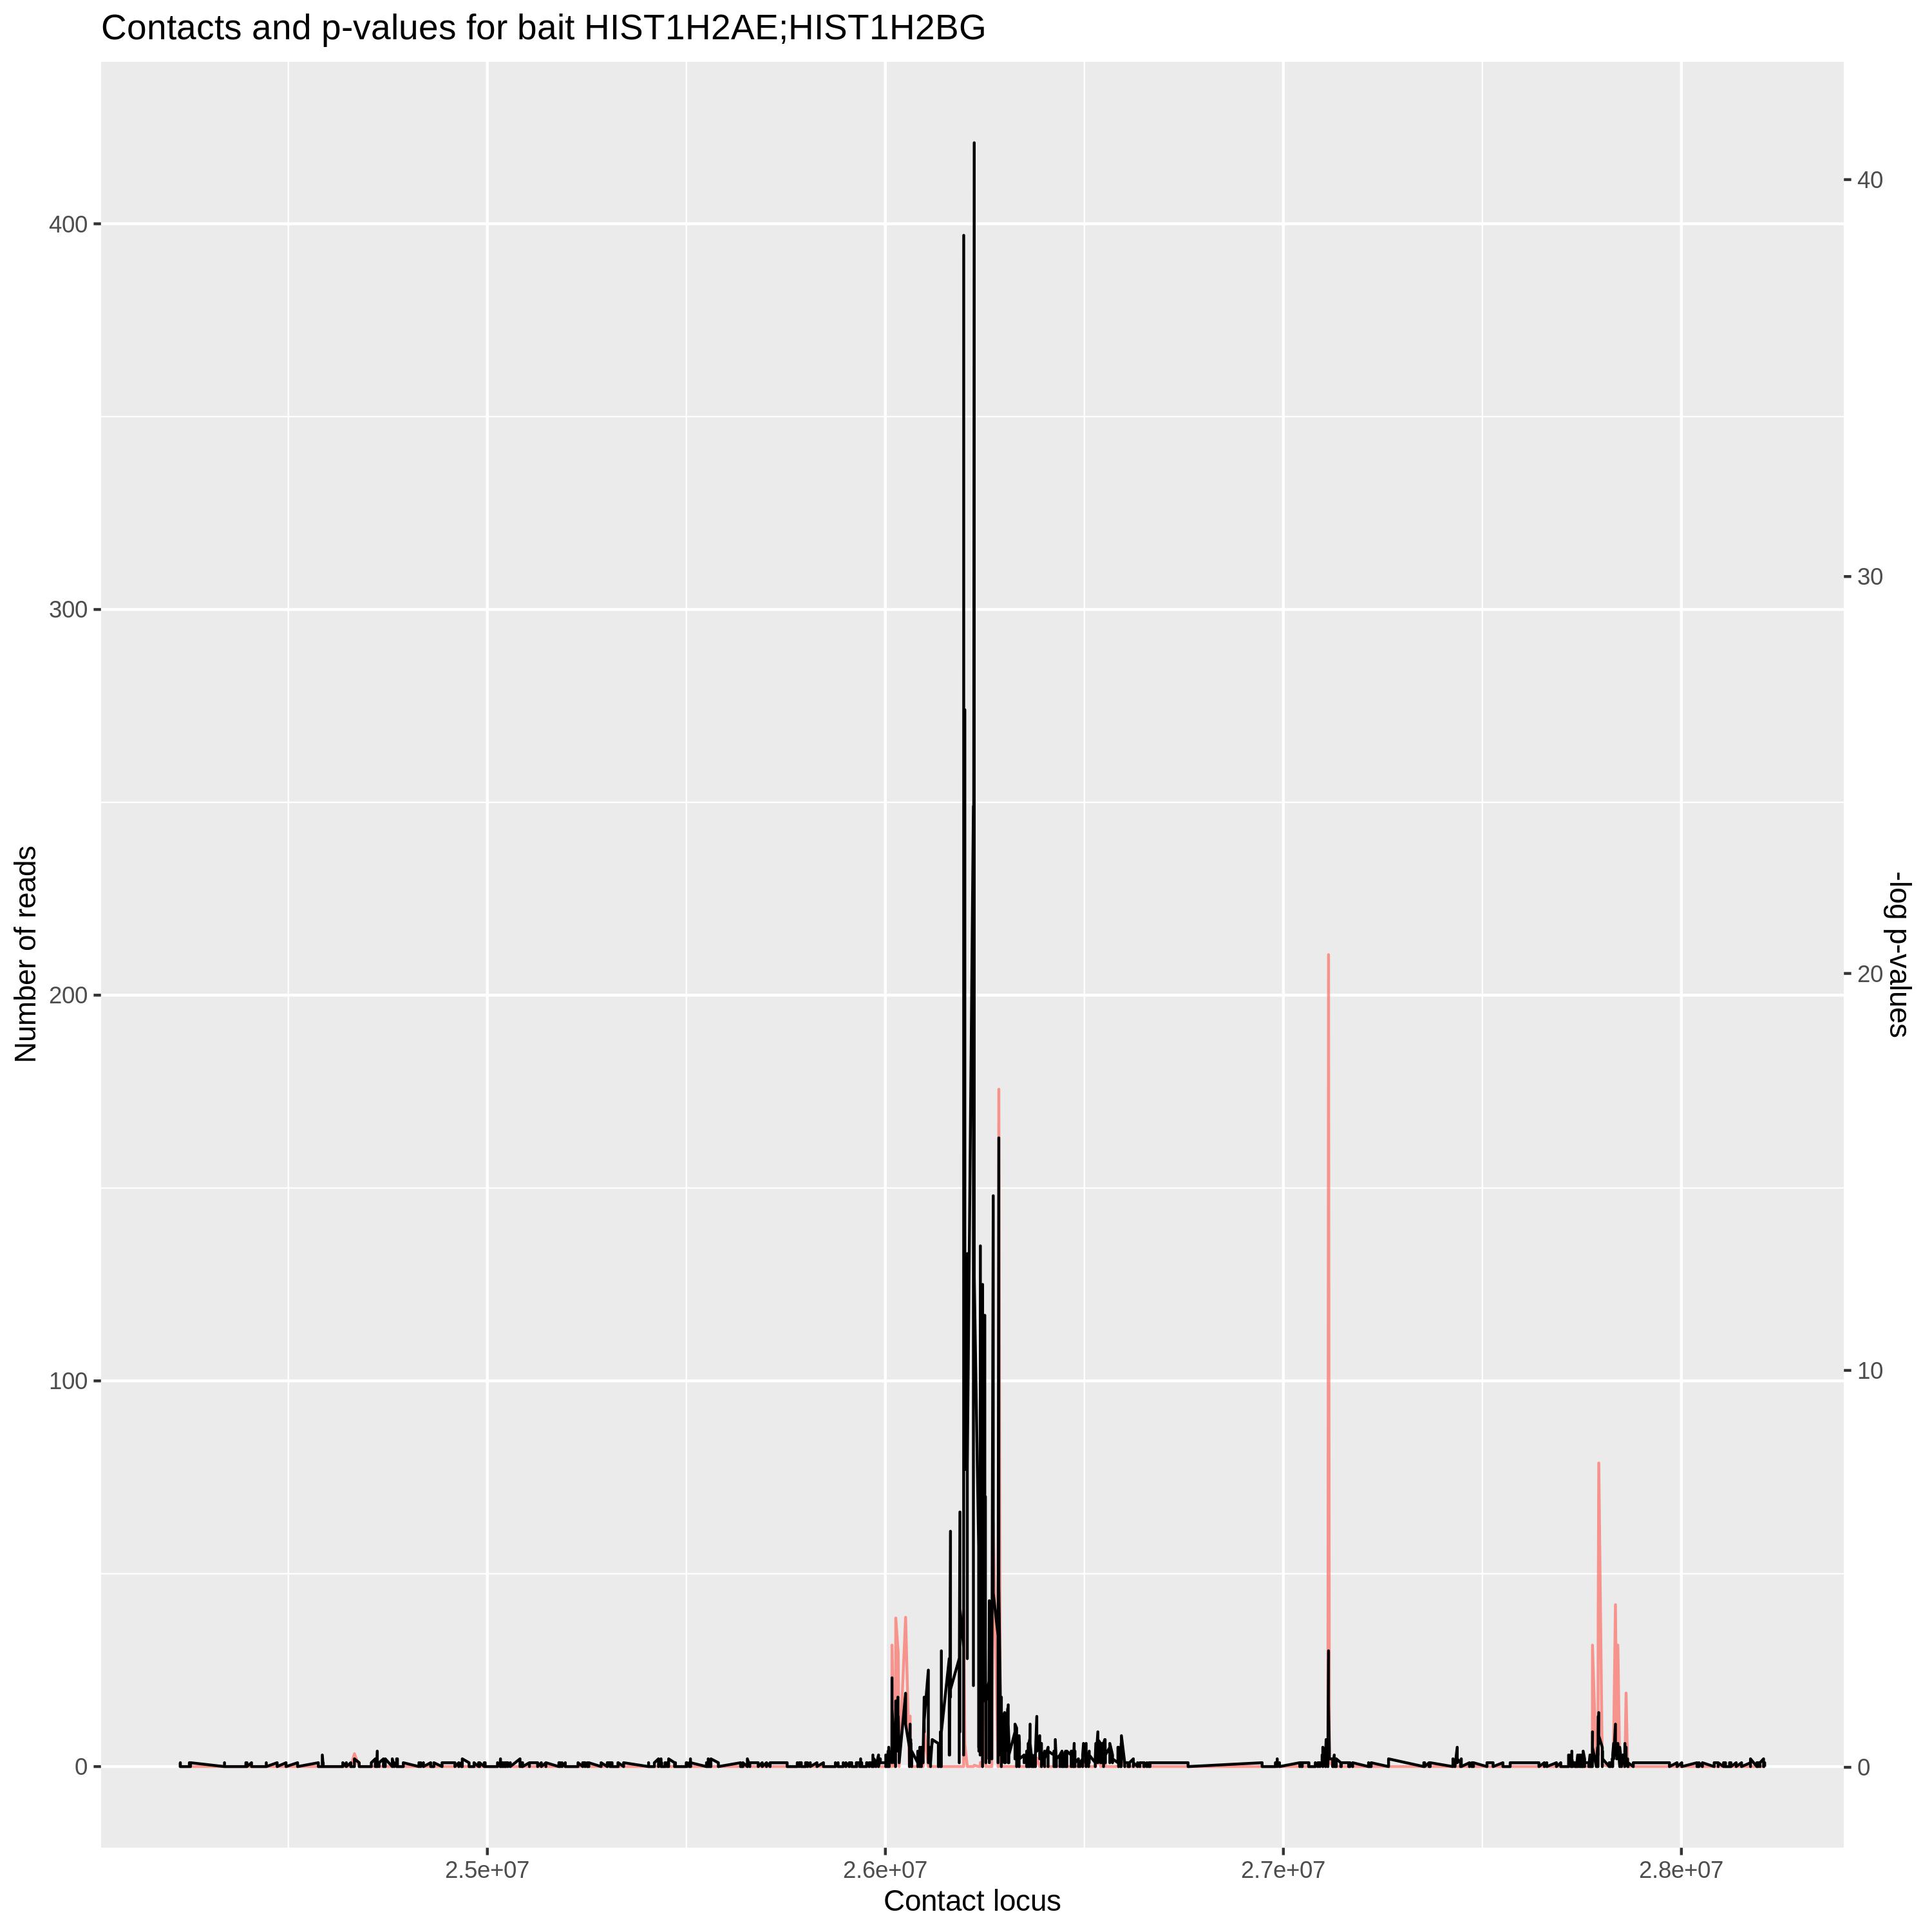 Contacts and p-values for bait HIST1H2AE;HIST1H2BG
400
300
200
100
0
Number of reads
40
30
20
10
0
-log p-values
2.5e+07
2.6e+07
2.7e+07
2.8e+07
Contact locus